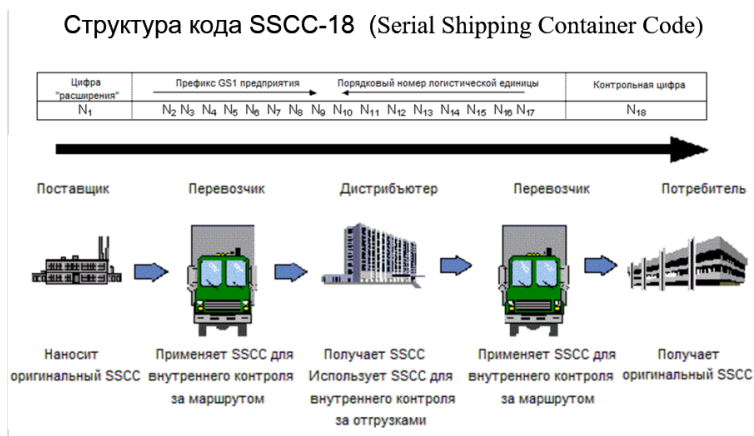 Структура кода SSCC-18 (Serial Shipping Container Code)
Цифра "расширения"
Префикс GS1 предприятия
Порядковый номер логистической единицы
Контрольная цифра
N1
N2 N3 N4 N5 N6 N7 N8 N9 N10 N11 N12 N13 N14 N15 N16 N17
N18
Поставщик Перевозчик Дистрибъютер Перевозчик Потребитель
Наносит
оригинальный SSCC
Применяет SSCC для
внутреннего контроля
за маршрутом
Получает SSCC
Использует SSCC для
внутреннего контроля
за отгрузками
Применяет SSCC для
внутреннего контроля
за маршрутом
Получает
оригинальный SSCC